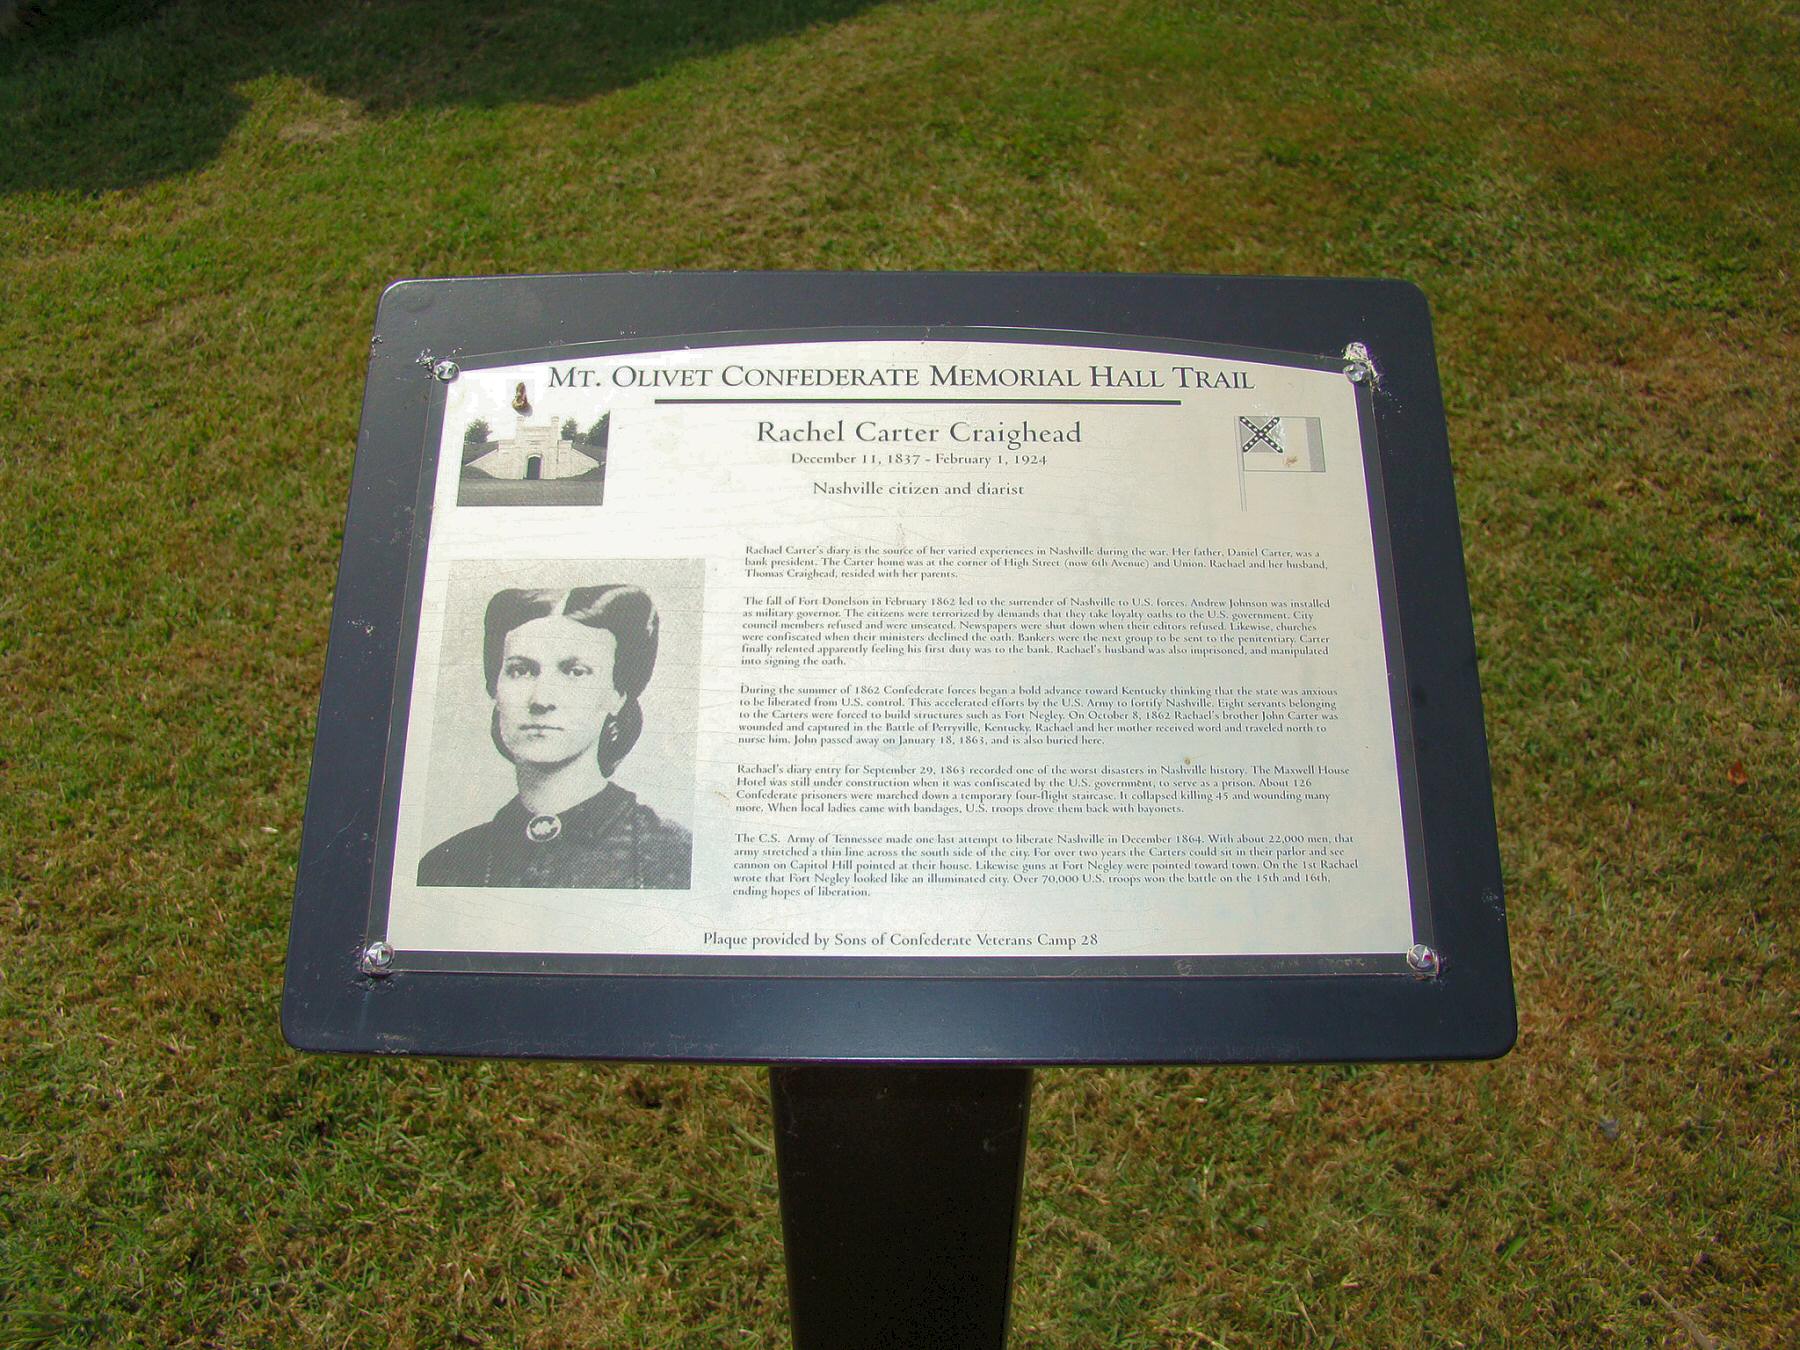 MT. OLIVET CONFEDERATE MEMORIAL HALL TRAIL
Rachel Carter Craighead
December 11, 1837 - February 1, 1924
Nashville citizen and diarist
Rachael Carter's diary is the source of her varied experiences in Nashville during the war. Her father, Daniel Carter, was a
bank president. The Carter home was at the corner of High Street (now 6th Avenue) and Union. Rachael and her husband,
Thomas Craighead, resided with her parents.
The fall of Fort Donelson in February 1862 led to the surrender of Nashville to U.S. forces. Andrew Johnson was installed
as military governor. The citizens were terrorized by demands that they take loyalty oaths to the U.S. government. City
council members refused and were unseated. Newspapers were shut down when their editors refused. Likewise, churches
were confiscated when their ministers declined the oath. Bankers were the next group to be sent to the penitentiary. Carter
finally relented apparently feeling his first duty was to the bank. Rachael's husband was also imprisoned, and manipulated
into signing the oath.
During the summer of 1862 Confederate forces began a bold advance toward Kentucky thinking that the state was anxious
to be liberated from U.S. control. This accelerated efforts by the U.S. Army to fortify Nashville. Eight servants belonging
to the Carters were forced to build structures such as Fort Negley. On October 8, 1862 Rachael's brother John Carter was
wounded and captured in the Battle of Perryville, Kentucky. Rachael and her mother received word and traveled north to
nurse him. John passed away on January 18, 1863, and is also buried here.
Rachael's diary entry for September 29, 1863 recorded one of the worst disasters in Nashville history. The Maxwell House
Hotel was still under construction when it was confiscated by the U.S. government, to serve as a prison. About 126
Confederate prisoners were marched down a temporary four-flight staircase. It collapsed killing 45 and wounding many
more. When local ladies came with bandages, U.S. troops drove them back with bayonets.
The C.S. Army of Tennessee made one last attempt to liberate Nashville in December 1864. With about 22,000 men, that
army stretched a thin line across the south side of the city. For over two years the Carters could sit in their parlor and see
cannon on Capitol Hill pointed at their house. Likewise guns at Fort Negley were pointed toward town. On the 1st Rachael
wrote that Fort Negley looked like an illuminated city. Over 70,000 U.S. troops won the battle on the 15th and 16th,
ending hopes of liberation.
Plaque provided by Sons of Confederate Veterans Camp 28